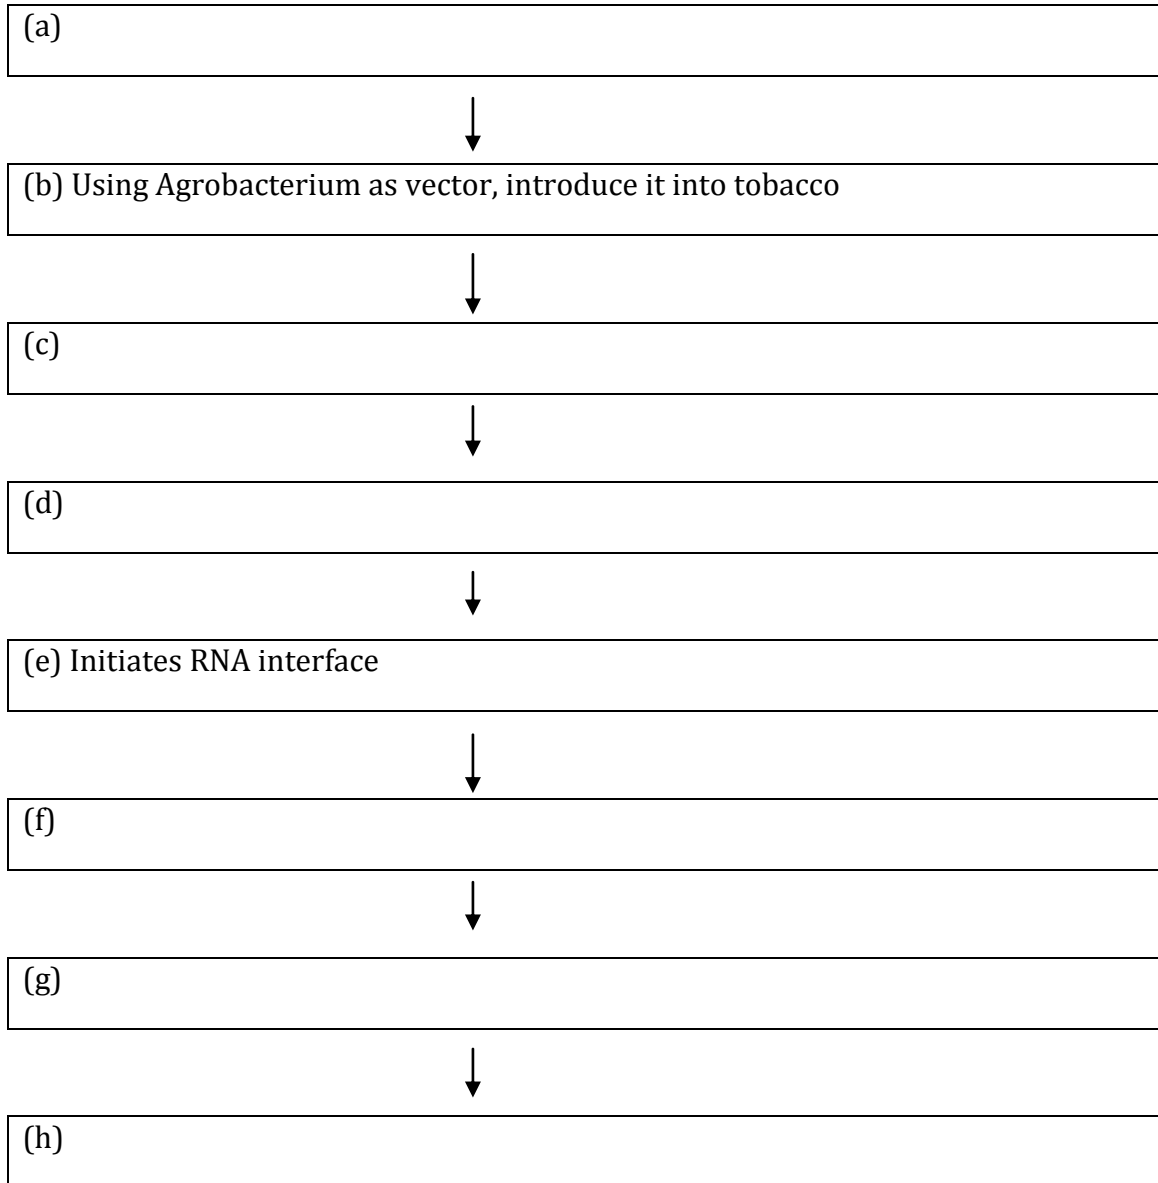 (a)
(b) Using Agrobacterium as vector, introduce it into tobacco
(c)
(d)
(e) Initiates RNA interface
(f)
(g)
(h)